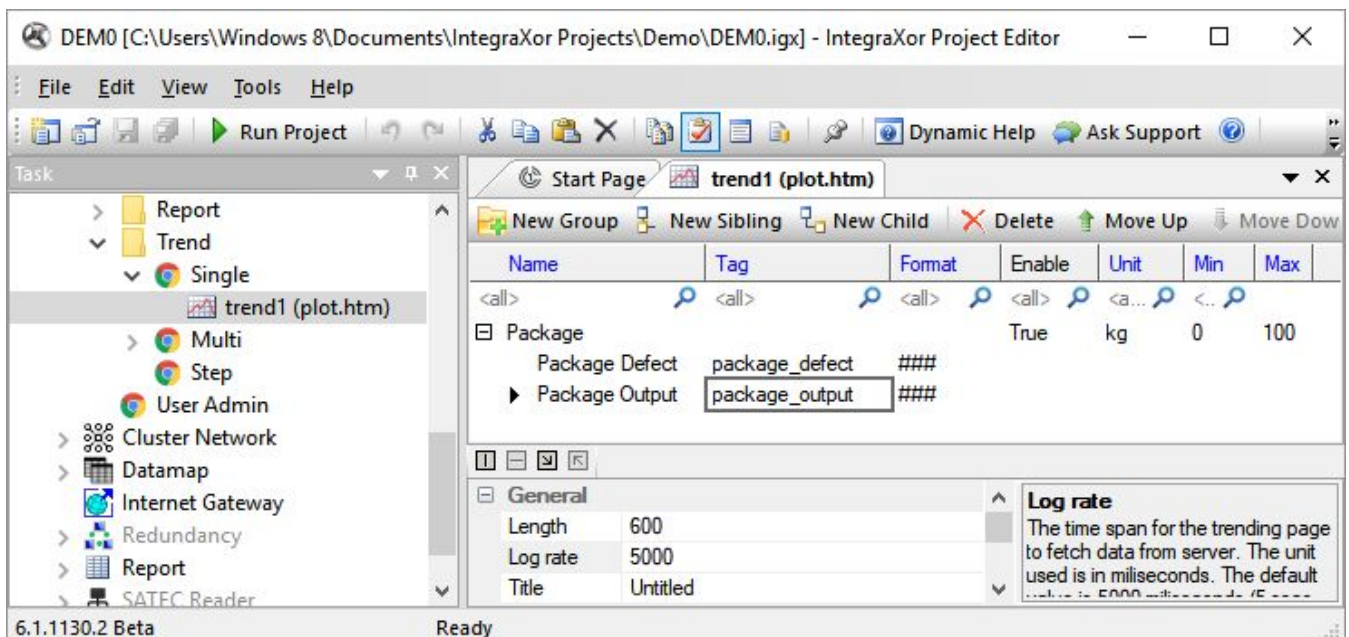 DEM0 [C:\Users\Windows 8\Documents\IntegraXor Projects\Demo\DEM0.igx] - IntegraXor Project Editor
File Edit View Tools Help
Run Project Dynamic Help Ask Support
Task
Report
Trend
Single
trend1 (plot.htm)
Multi
Step
User Admin
Cluster Network
Datamap
Internet Gateway
Redundancy
Report
SATEC Reader
Start Page trend1 (plot.htm)
New Group New Sibling New Child Delete Move Up Move Dow
Name Tag Format Enable Unit Min Max
<all> <all> <all> <all> <a... <..
Package True kg 0 100
Package Defect package_defect ###
Package Output package_output ###
General
Length 600
Log rate 5000
Title Untitled
Log rate
The time span for the trending page
to fetch data from server. The unit
used is in miliseconds. The default
6.1.1130.2 Beta Ready